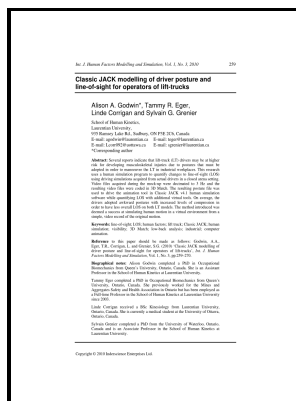 Int. J. Human Factors Modelling and Simulation, Vol. 1, No. 3, 2010 259
Classic JACK modelling of driver posture and
line-of-sight for operators of lift-trucks
Alison A. Godwin*, Tammy R. Eger,
Linde Corrigan and Sylvain G. Grenier
School of Human Kinetics,
Laurentian University,
935 Ramsey Lake Rd., Sudbury, ON P3E 2C6, Canada
E-mail: agodwin@laurentian.ca E-mail: teger@laurentian.ca
E-mail: Lcorr092@uottawa.ca E-mail: sgrenier@laurentian.ca
*Corresponding author
Abstract: Several reports indicate that lift-truck (LT) drivers may be at higher
risk for developing musculoskeletal injuries due to postures that must be
adopted in order to manoeuvre the LT in industrial workplaces. This research
uses a human simulation program to quantify changes to line-of-sight (LOS)
using driving simulations acquired from actual drivers in a closed arena setting.
Video files acquired during the mock-up were decimated to 3 Hz and the
resulting video files were coded in 3D Match. The resulting posture file was
used to drive the animation tool in Classic JACK v4.1 human simulation
software while quantifying LOS with additional virtual tools. On average, the
drivers adopted awkward postures with increased levels of compression in
order to have less overall LOS on both LT models. The method introduced was
deemed a success at simulating human motion in a virtual environment from a
simple video record of the original motion.
Keywords: line-of-sight; LOS; human factors; lift truck; Classic JACK; human
simulation; visibility; 3D Match low-back analysis; industrial; computer
animation.
Reference to this paper should be made as follows: Godwin, A.A.,
Eger, T.R., Corrigan, L. and Grenier, S.G. (2010) 'Classic JACK modelling of
driver posture and line-of-sight for operators of lift-trucks', Int. J. Human
Factors Modelling and Simulation, Vol. 1, No. 3, pp.259–270.
Biographical notes: Alison Godwin completed a PhD in Occupational
Biomechanics from Queen's University, Ontario, Canada. She is an Assistant
Professor in the School of Human Kinetics at Laurentian University.
Tammy Eger completed a PhD in Occupational Biomechanics from Queen's
University, Ontario, Canada. She previously worked for the Mines and
Aggregates Safety and Health Association in Ontario but has been employed as
a full-time Professor in the School of Human Kinetics at Laurentian University
since 2003.
Linde Corrigan received a BSc Kinesiology from Laurentian University,
Ontario, Canada. She is currently a medical student at the University of Ottawa,
Ontario, Canada.
Sylvain Grenier completed a PhD from the University of Waterloo, Ontario,
Canada and is an Associate Professor in the School of Human Kinetics at
Laurentian University.
Copyright © 2010 Inderscience Enterprises Ltd.